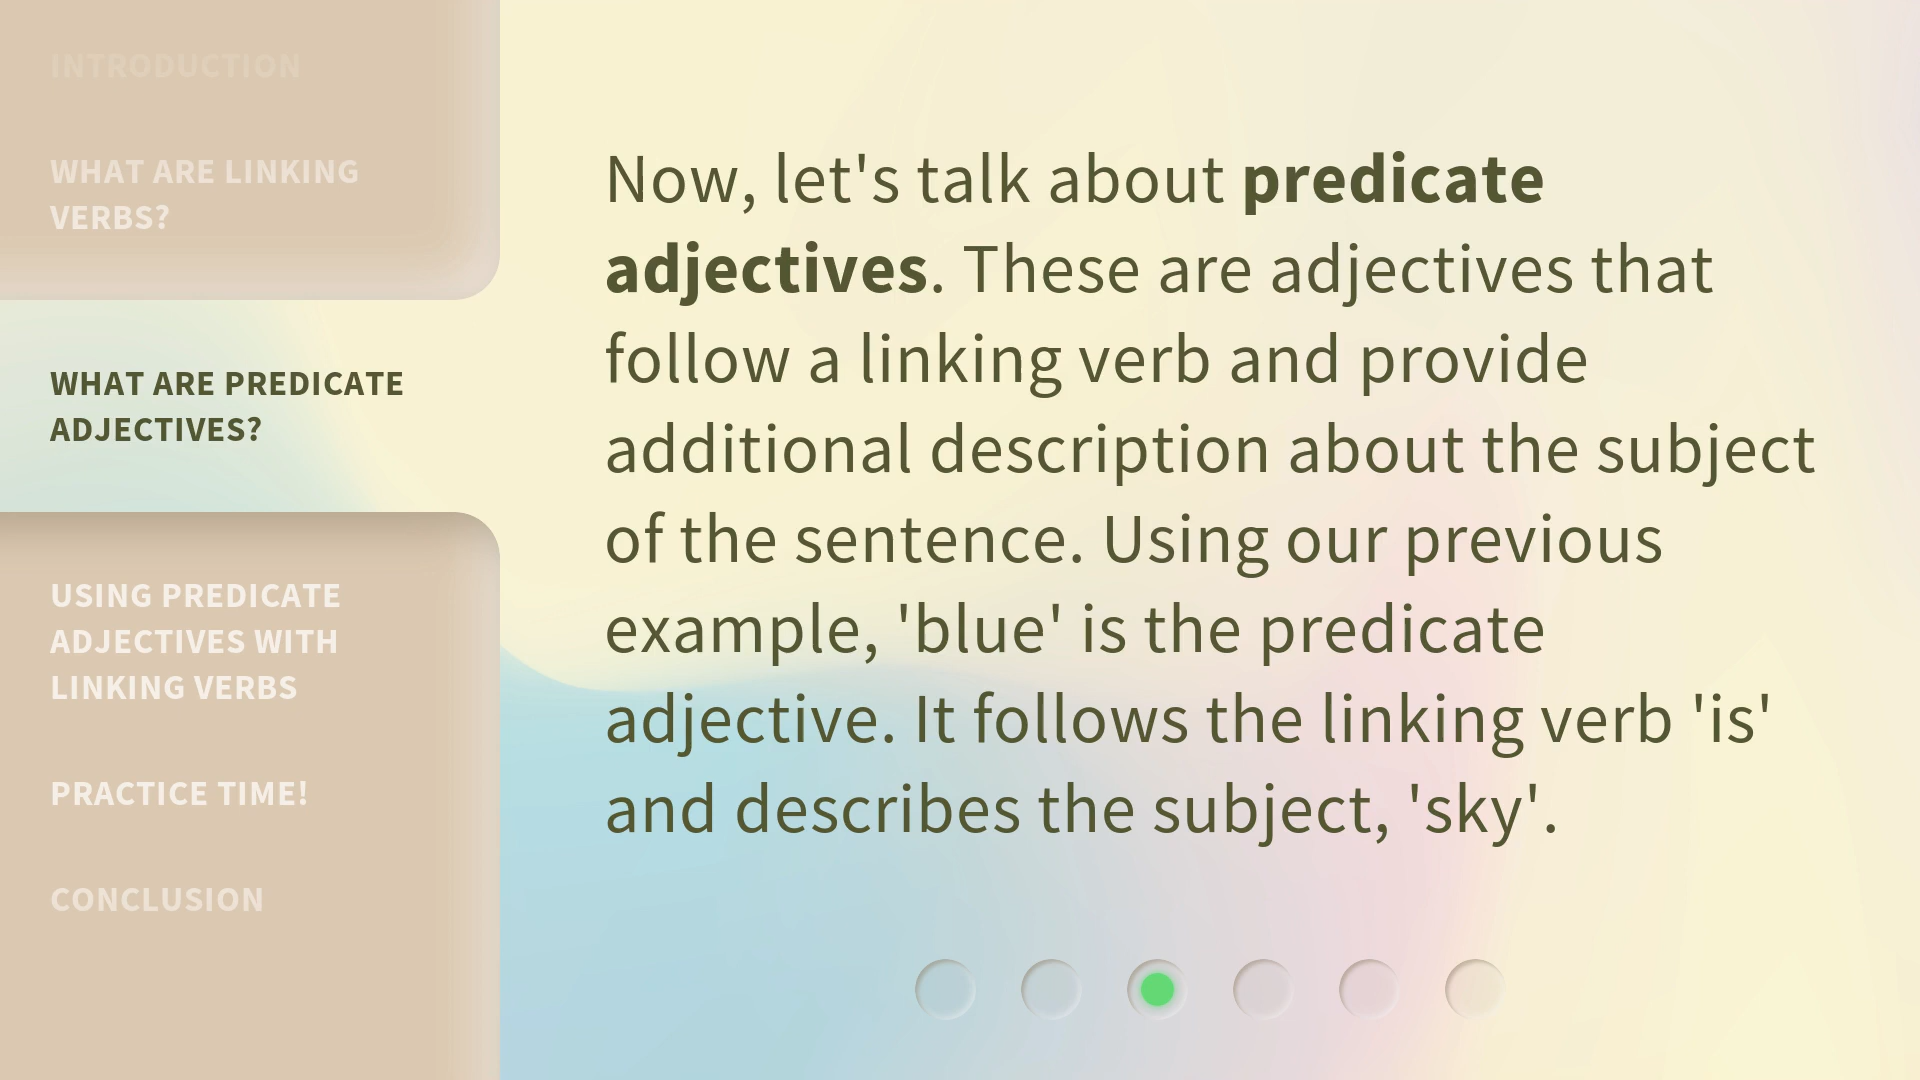 INTRODUCTION
WHAT ARE LINKING
VERBS?
WHAT ARE PREDICATE
ADJECTIVES?
USING PREDICATE
ADJECTIVES WITH
LINKING VERBS
PRACTICE TIME!
CONCLUSION
Now, let's talk about predicate
adjectives. These are adjectives that
follow a linking verb and provide
additional description about the subject
of the sentence. Using our previous
example, 'blue' is the predicate
adjective. It follows the linking verb 'is'
and describes the subject, 'sky'.